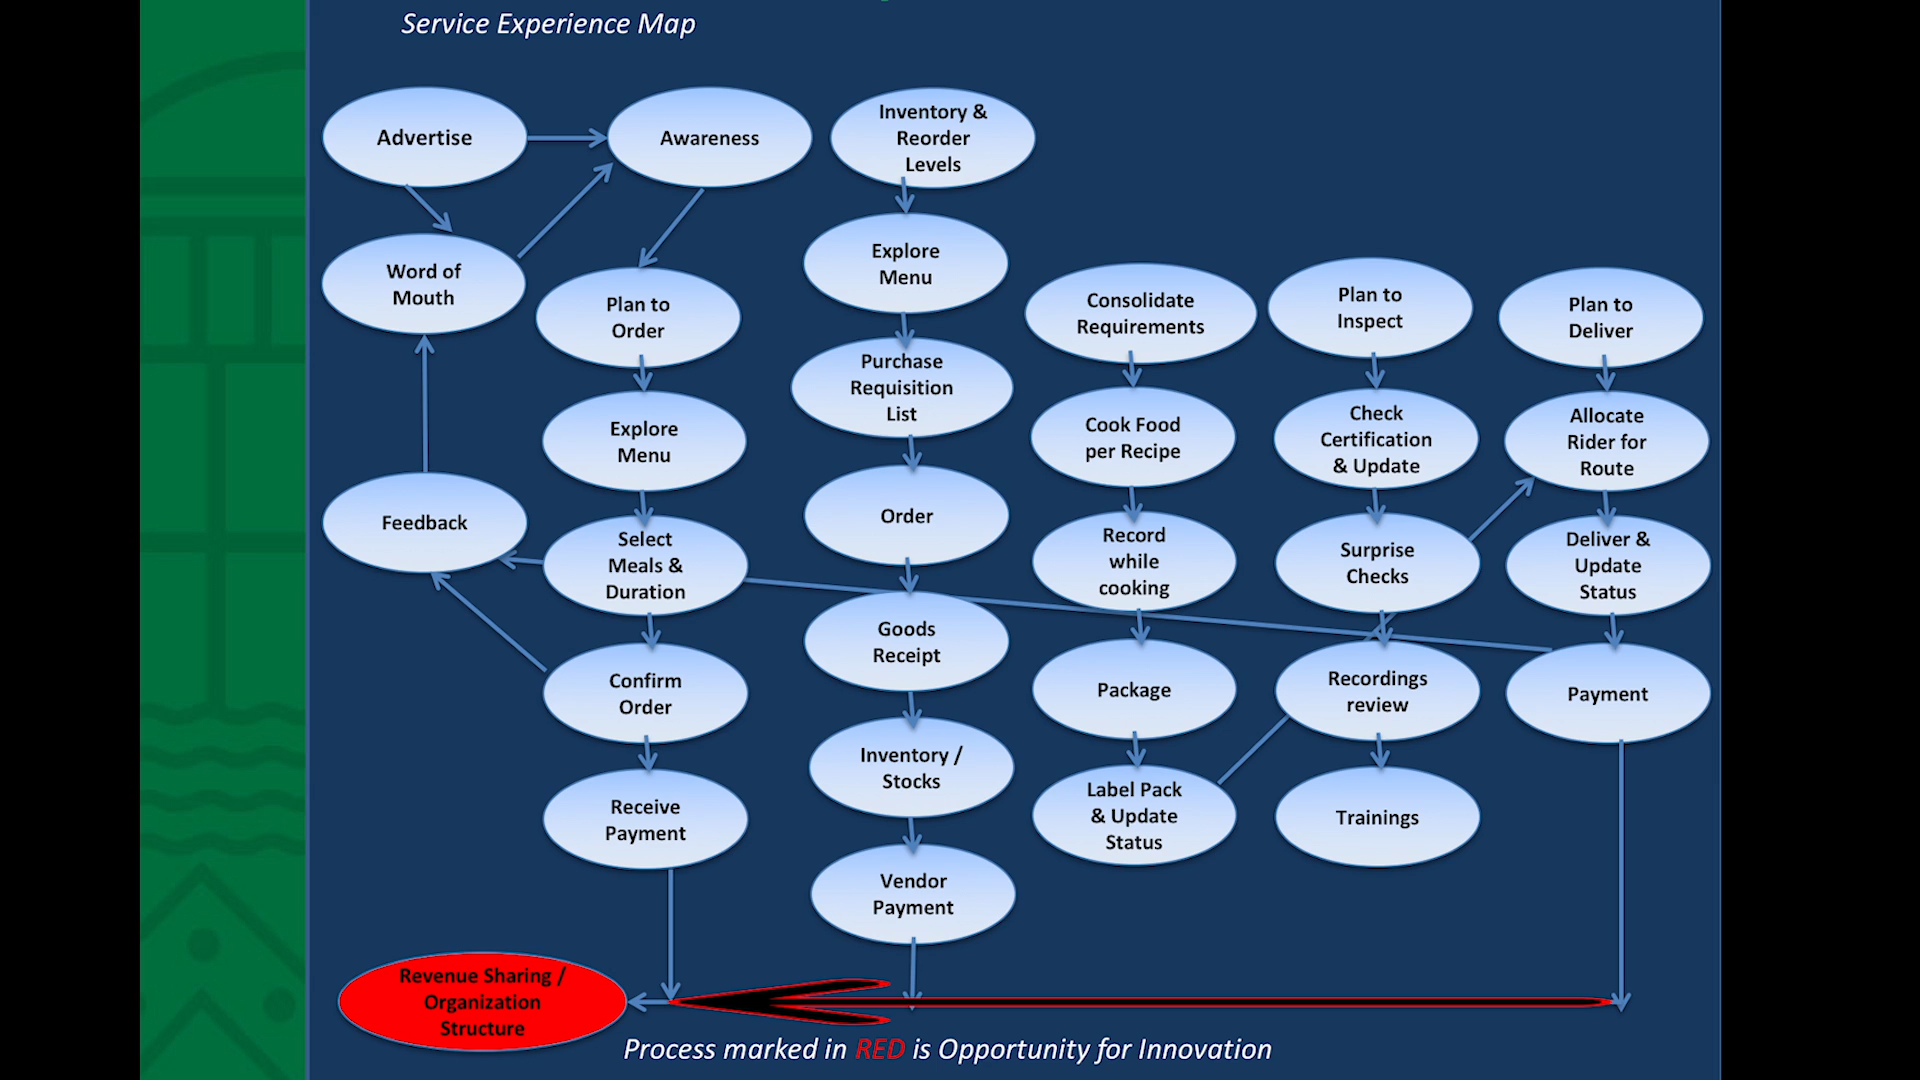 Service Experience Map
Advertise
Awareness
Inventory &
Reorder
Levels
Word of
Mouth
Plan to
Order
Explore
Menu
Consolidate
Requirements
Plan to
Inspect
Plan to
Deliver
Explore
Menu
Purchase
Requisition
List
Cook Food
per Recipe
Check
Certification
& Update
Allocate
Rider for
Route
Feedback
Select
Meals &
Duration
Order
Record
while
cooking
Surprise
Checks
Deliver &
Update
Status
Confirm
Order
Goods
Receipt
Package
Recordings
review
Payment
Receive
Payment
Inventory /
Stocks
Label Pack
& Update
Status
Trainings
Vendor
Payment
Revenue Sharing /
Organization
Structure
Process marked in RED is Opportunity for Innovation